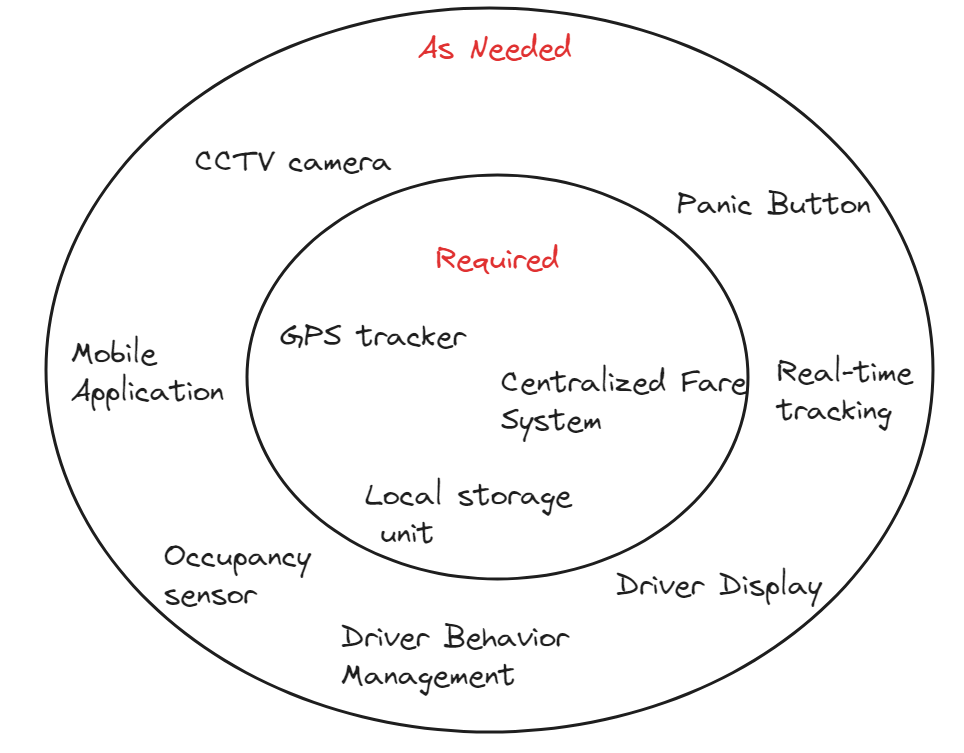 As Needed
CCTV camera
Panic Button
Required
GPS tracker
Mobile
Application
Centralized Fare
System
Real-time
tracking
Local storage
unit
Occupancy
sensor
Driver Display
Driver Behavior
Management